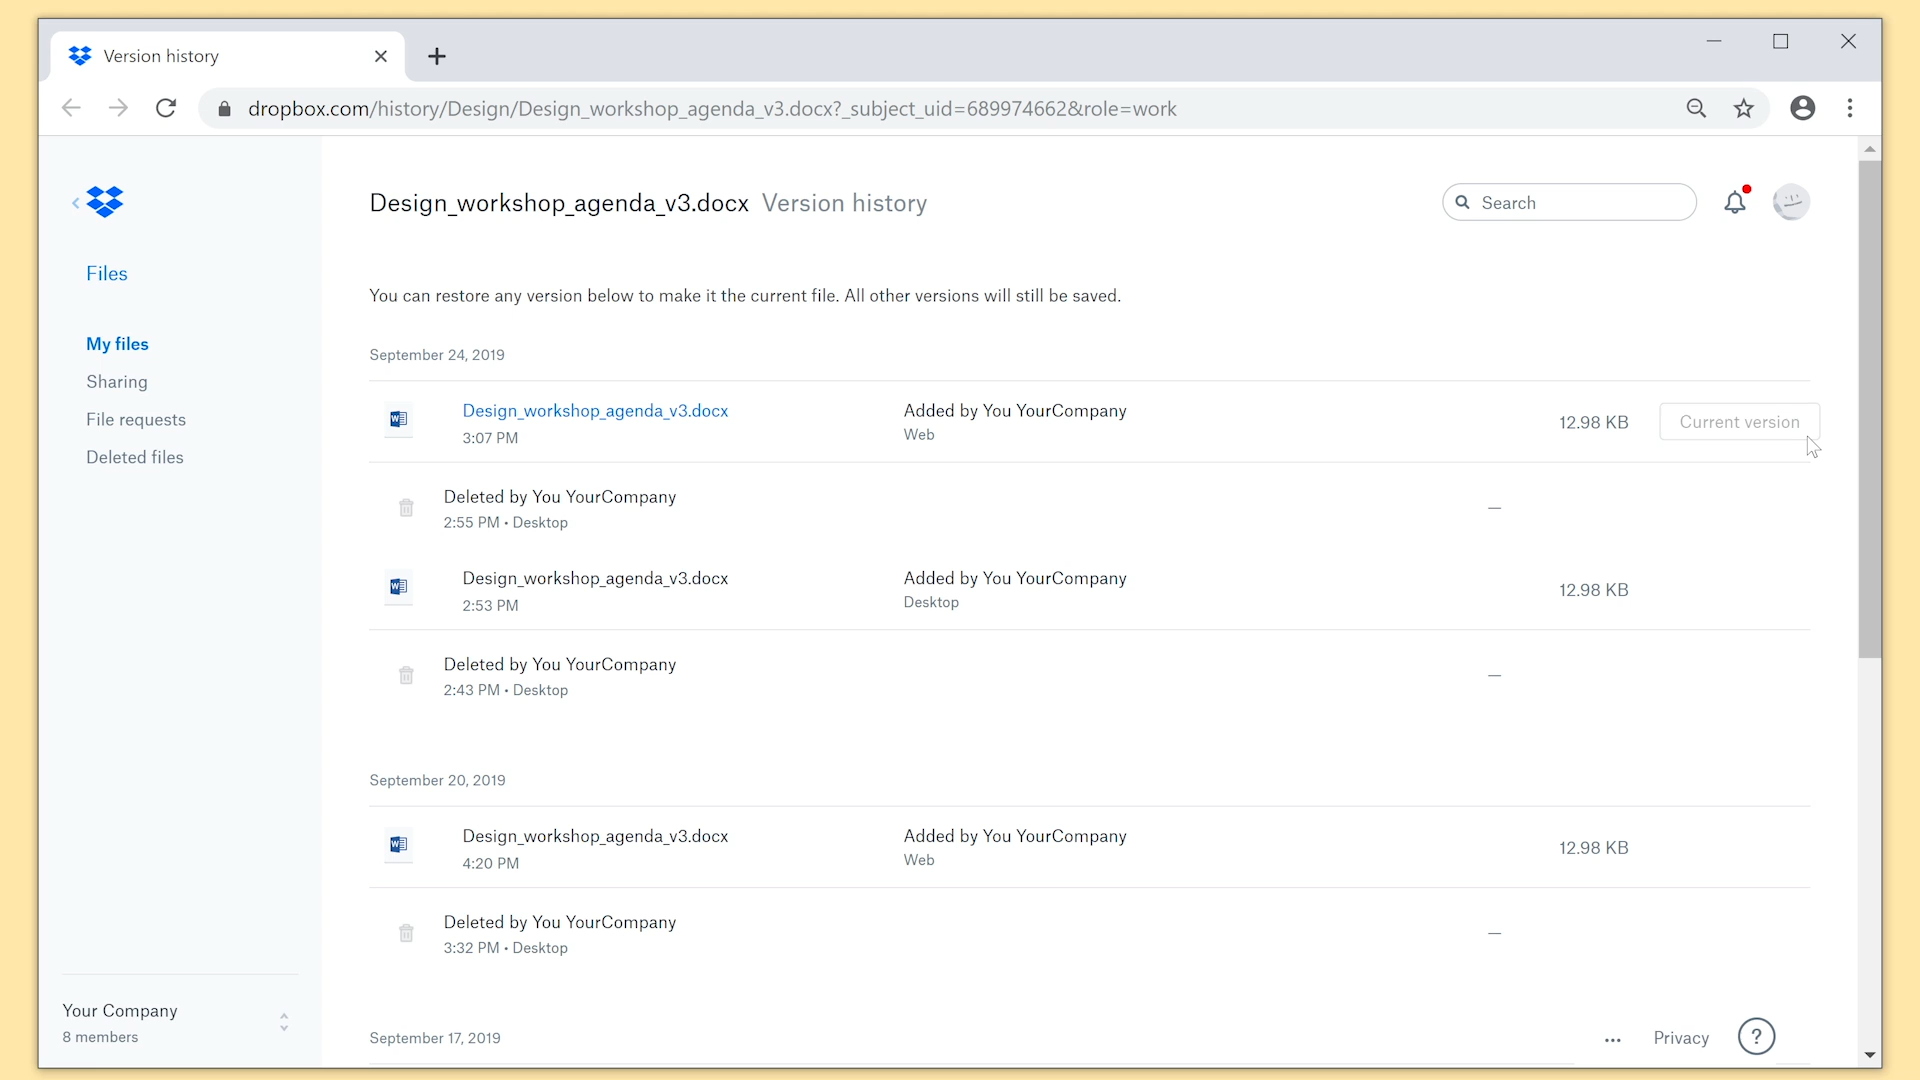 Version history
dropbox.com/history/Design/Design_workshop_agenda_v3.docx?_subject_uid=689974662&role=work
Design_workshop_agenda_v3.docx Version history
Search
Files
My files
Sharing
File requests
Deleted files
You can restore any version below to make it the current file. All other versions will still be saved.
September 24, 2019
Design_workshop_agenda_v3.docx
3:07 PM
Added by You YourCompany
Web
12.98 KB
Current version
Deleted by You YourCompany
2:55 PM • Desktop
—
Design_workshop_agenda_v3.docx
2:53 PM
Added by You YourCompany
Desktop
12.98 KB
Deleted by You YourCompany
2:43 PM • Desktop
—
September 20, 2019
Design_workshop_agenda_v3.docx
4:20 PM
Added by You YourCompany
Web
12.98 KB
Deleted by You YourCompany
3:32 PM • Desktop
—
September 17, 2019
Your Company
8 members
... Privacy ?